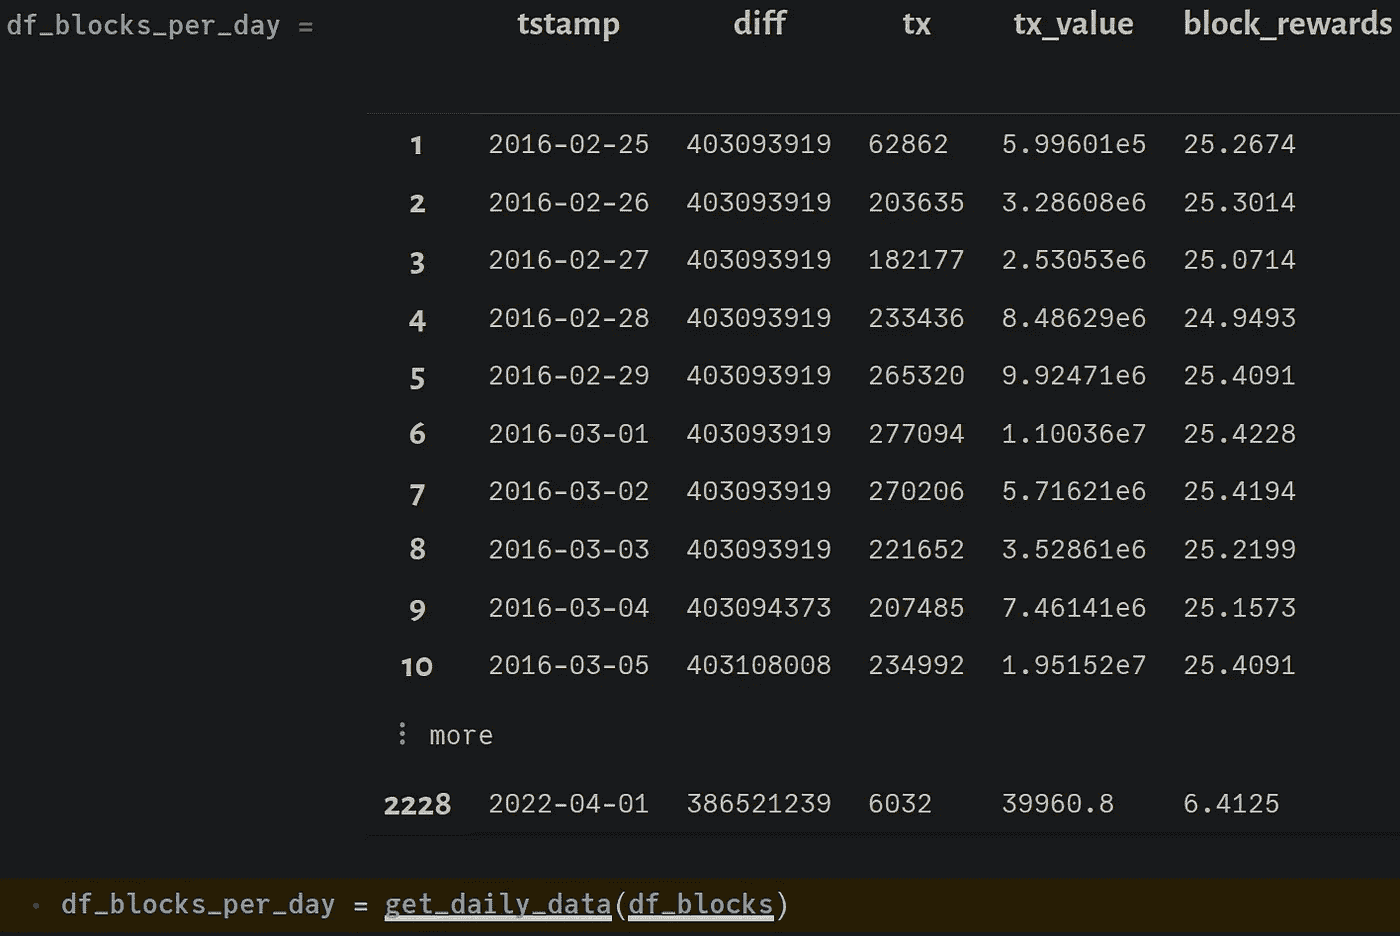 df_blocks_per_day = tstamp diff tx tx_value block_rewards
1 2016-02-25 403093919 62862 5.99601e5 25.2674
2 2016-02-26 403093919 203635 3.28608e6 25.3014
3 2016-02-27 403093919 182177 2.53053e6 25.0714
4 2016-02-28 403093919 233436 8.48629e6 24.9493
5 2016-02-29 403093919 265320 9.92471e6 25.4091
6 2016-03-01 403093919 277094 1.10036e7 25.4228
7 2016-03-02 403093919 270206 5.71621e6 25.4194
8 2016-03-03 403093919 221652 3.52861e6 25.2199
9 2016-03-04 403094373 207485 7.46141e6 25.1573
10 2016-03-05 403108008 234992 1.95152e7 25.4091
⋮ more
2228 2022-04-01 386521239 6032 39960.8 6.4125
df_blocks_per_day = get_daily_data(df_blocks)